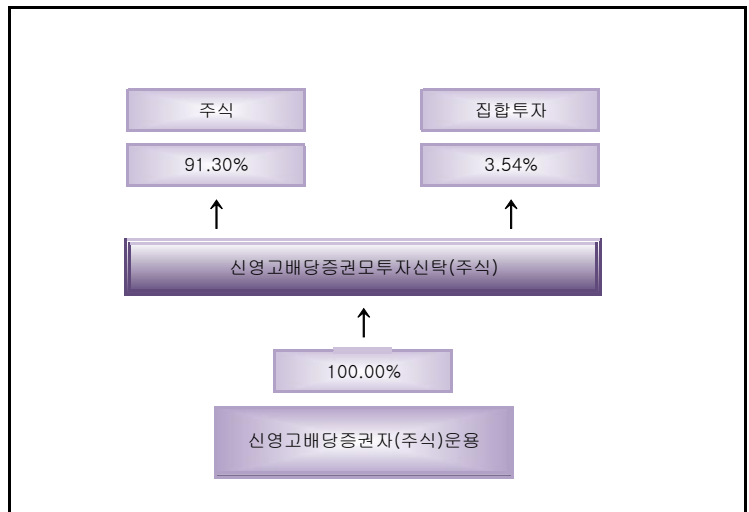 주식
집합투자
91.30%
3.54%
신영고배당증권모투자신탁(주식)
100.00%
신영고배당증권자(주식)운용